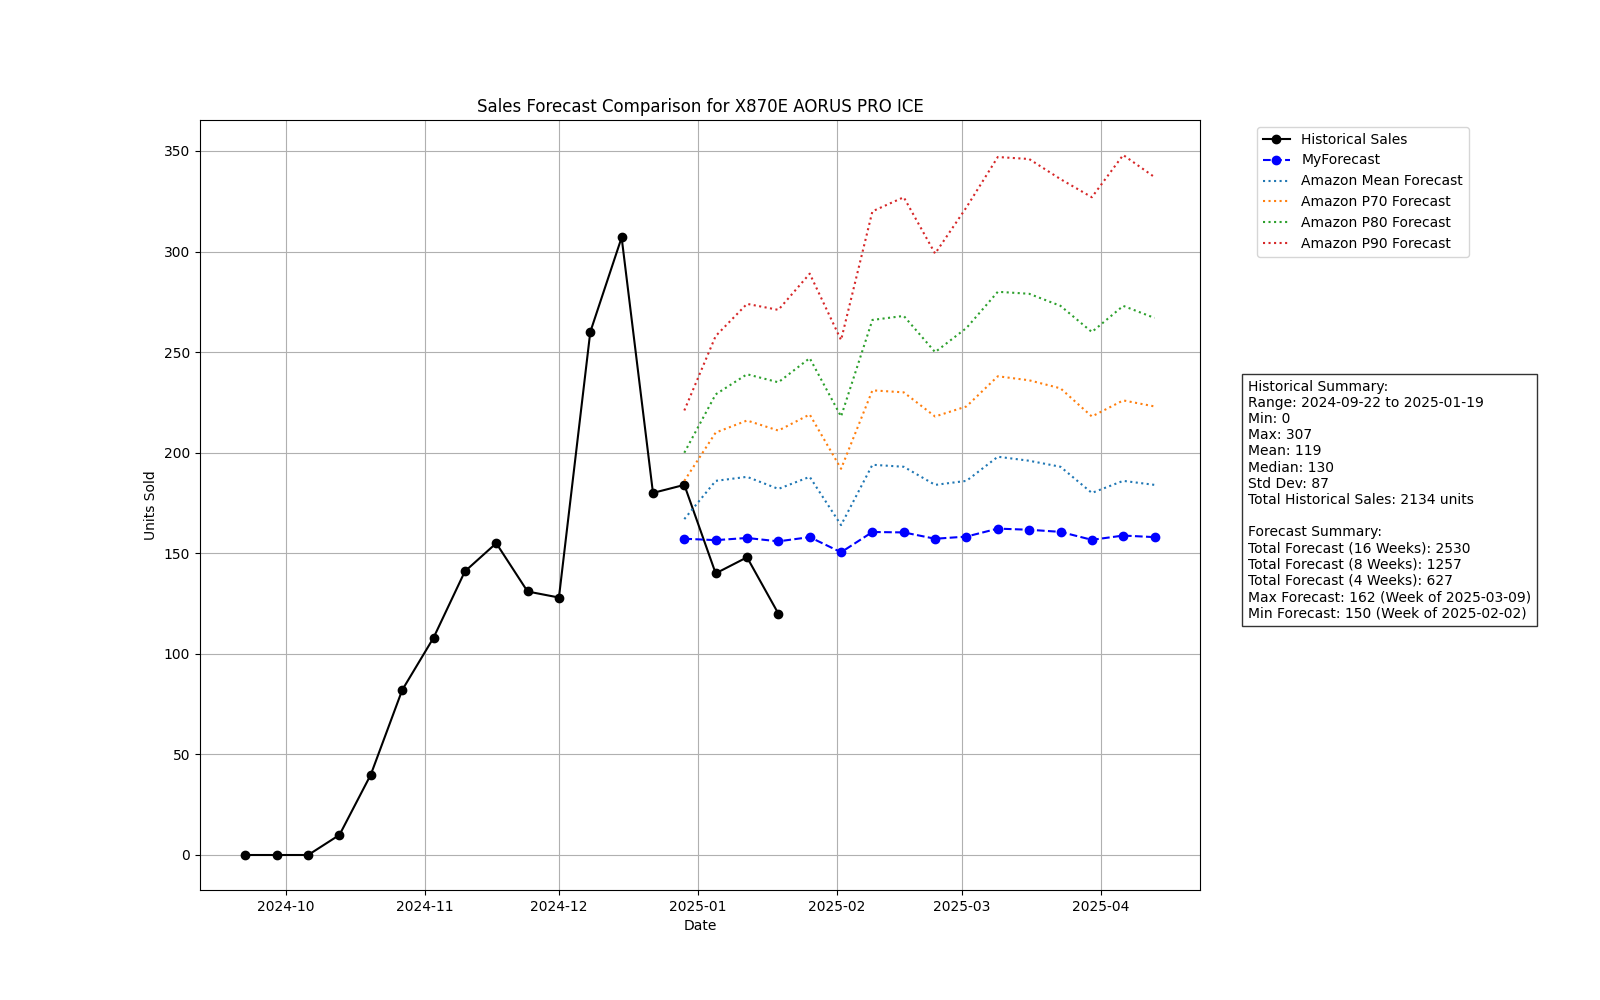 Sales Forecast Comparison for X870E AORUS PRO ICE
350
300
250
200
150
100
50
0
Units Sold
2024-10
2024-11
2024-12
2025-01
2025-02
2025-03
2025-04
Date
Historical Sales
MyForecast
Amazon Mean Forecast
Amazon P70 Forecast
Amazon P80 Forecast
Amazon P90 Forecast
Historical Summary:
Range: 2024-09-22 to 2025-01-19
Min: 0
Max: 307
Mean: 119
Median: 130
Std Dev: 87
Total Historical Sales: 2134 units
Forecast Summary:
Total Forecast (16 Weeks): 2530
Total Forecast (8 Weeks): 1257
Total Forecast (4 Weeks): 627
Max Forecast: 162 (Week of 2025-03-09)
Min Forecast: 150 (Week of 2025-02-02)